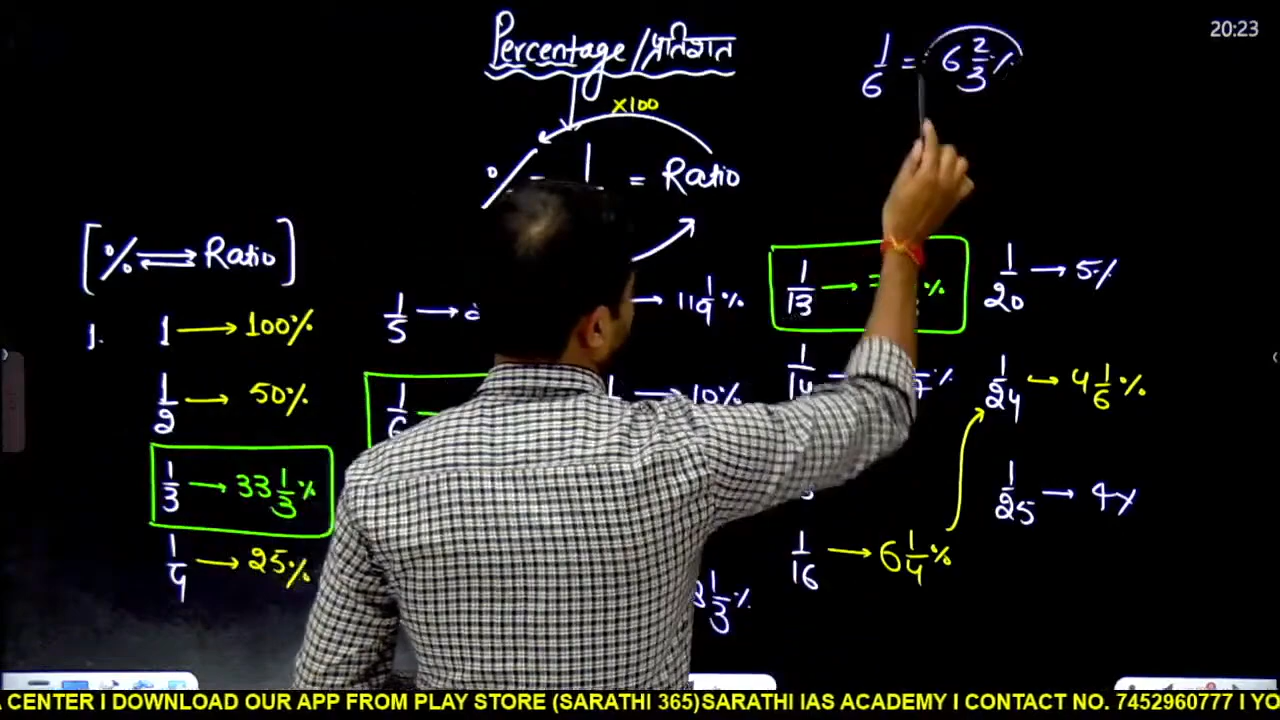 20:23
Percentage/प्रतिशत
1/6 = 6 2/3 %
×100
% = 1 = Ratio
[% ⇌ Ratio]
1. 1 → 100%
1/2 → 50%
1/3 → 33 1/3 %
1/4 → 25%
1/5 →
1/6
→ 11 1/9 %
→ 10%
3 1/3 %
1/13 → %
1/14 %
1/16 → 6 1/4 %
1/20 → 5%
1/24 → 4 1/6 %
1/25 → 4%
CENTER I DOWNLOAD OUR APP FROM PLAY STORE (SARATHI 365)SARATHI IAS ACADEMY I CONTACT NO. 7452960777 I YO